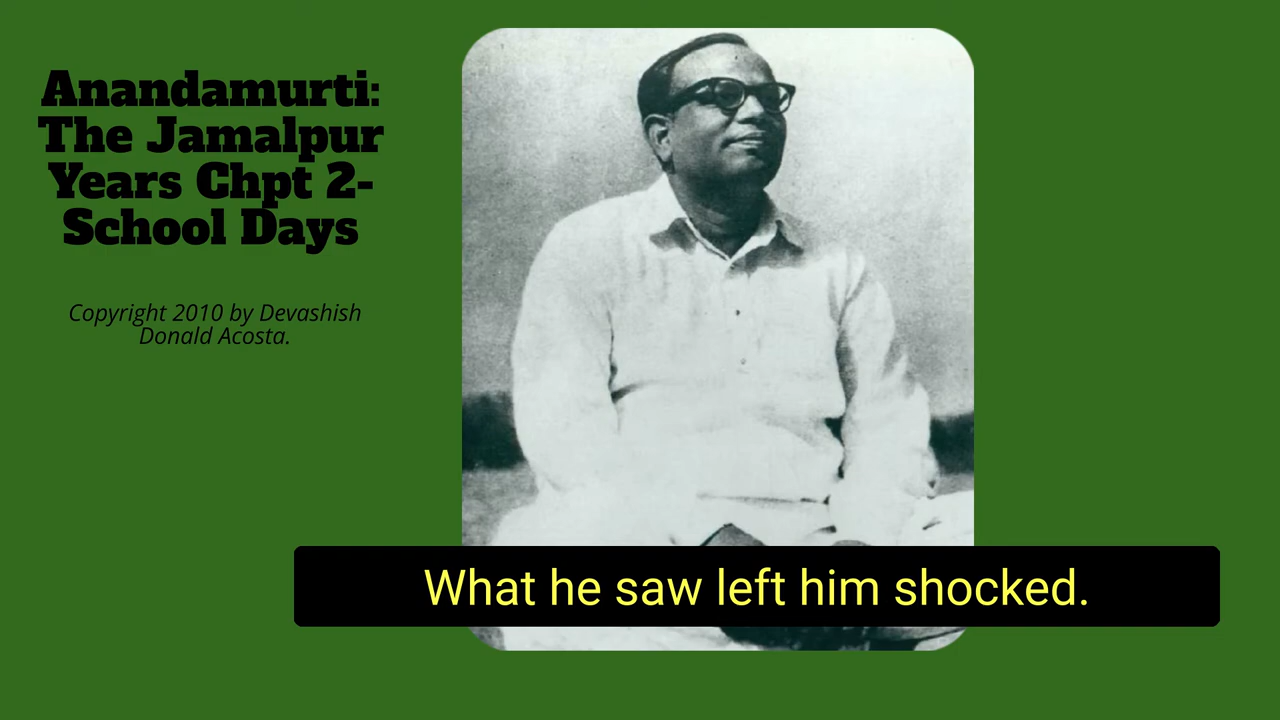 Anandamurti:
The Jamalpur
Years Chpt 2-
School Days
Copyright 2010 by Devashish
Donald Acosta.
What he saw left him shocked.